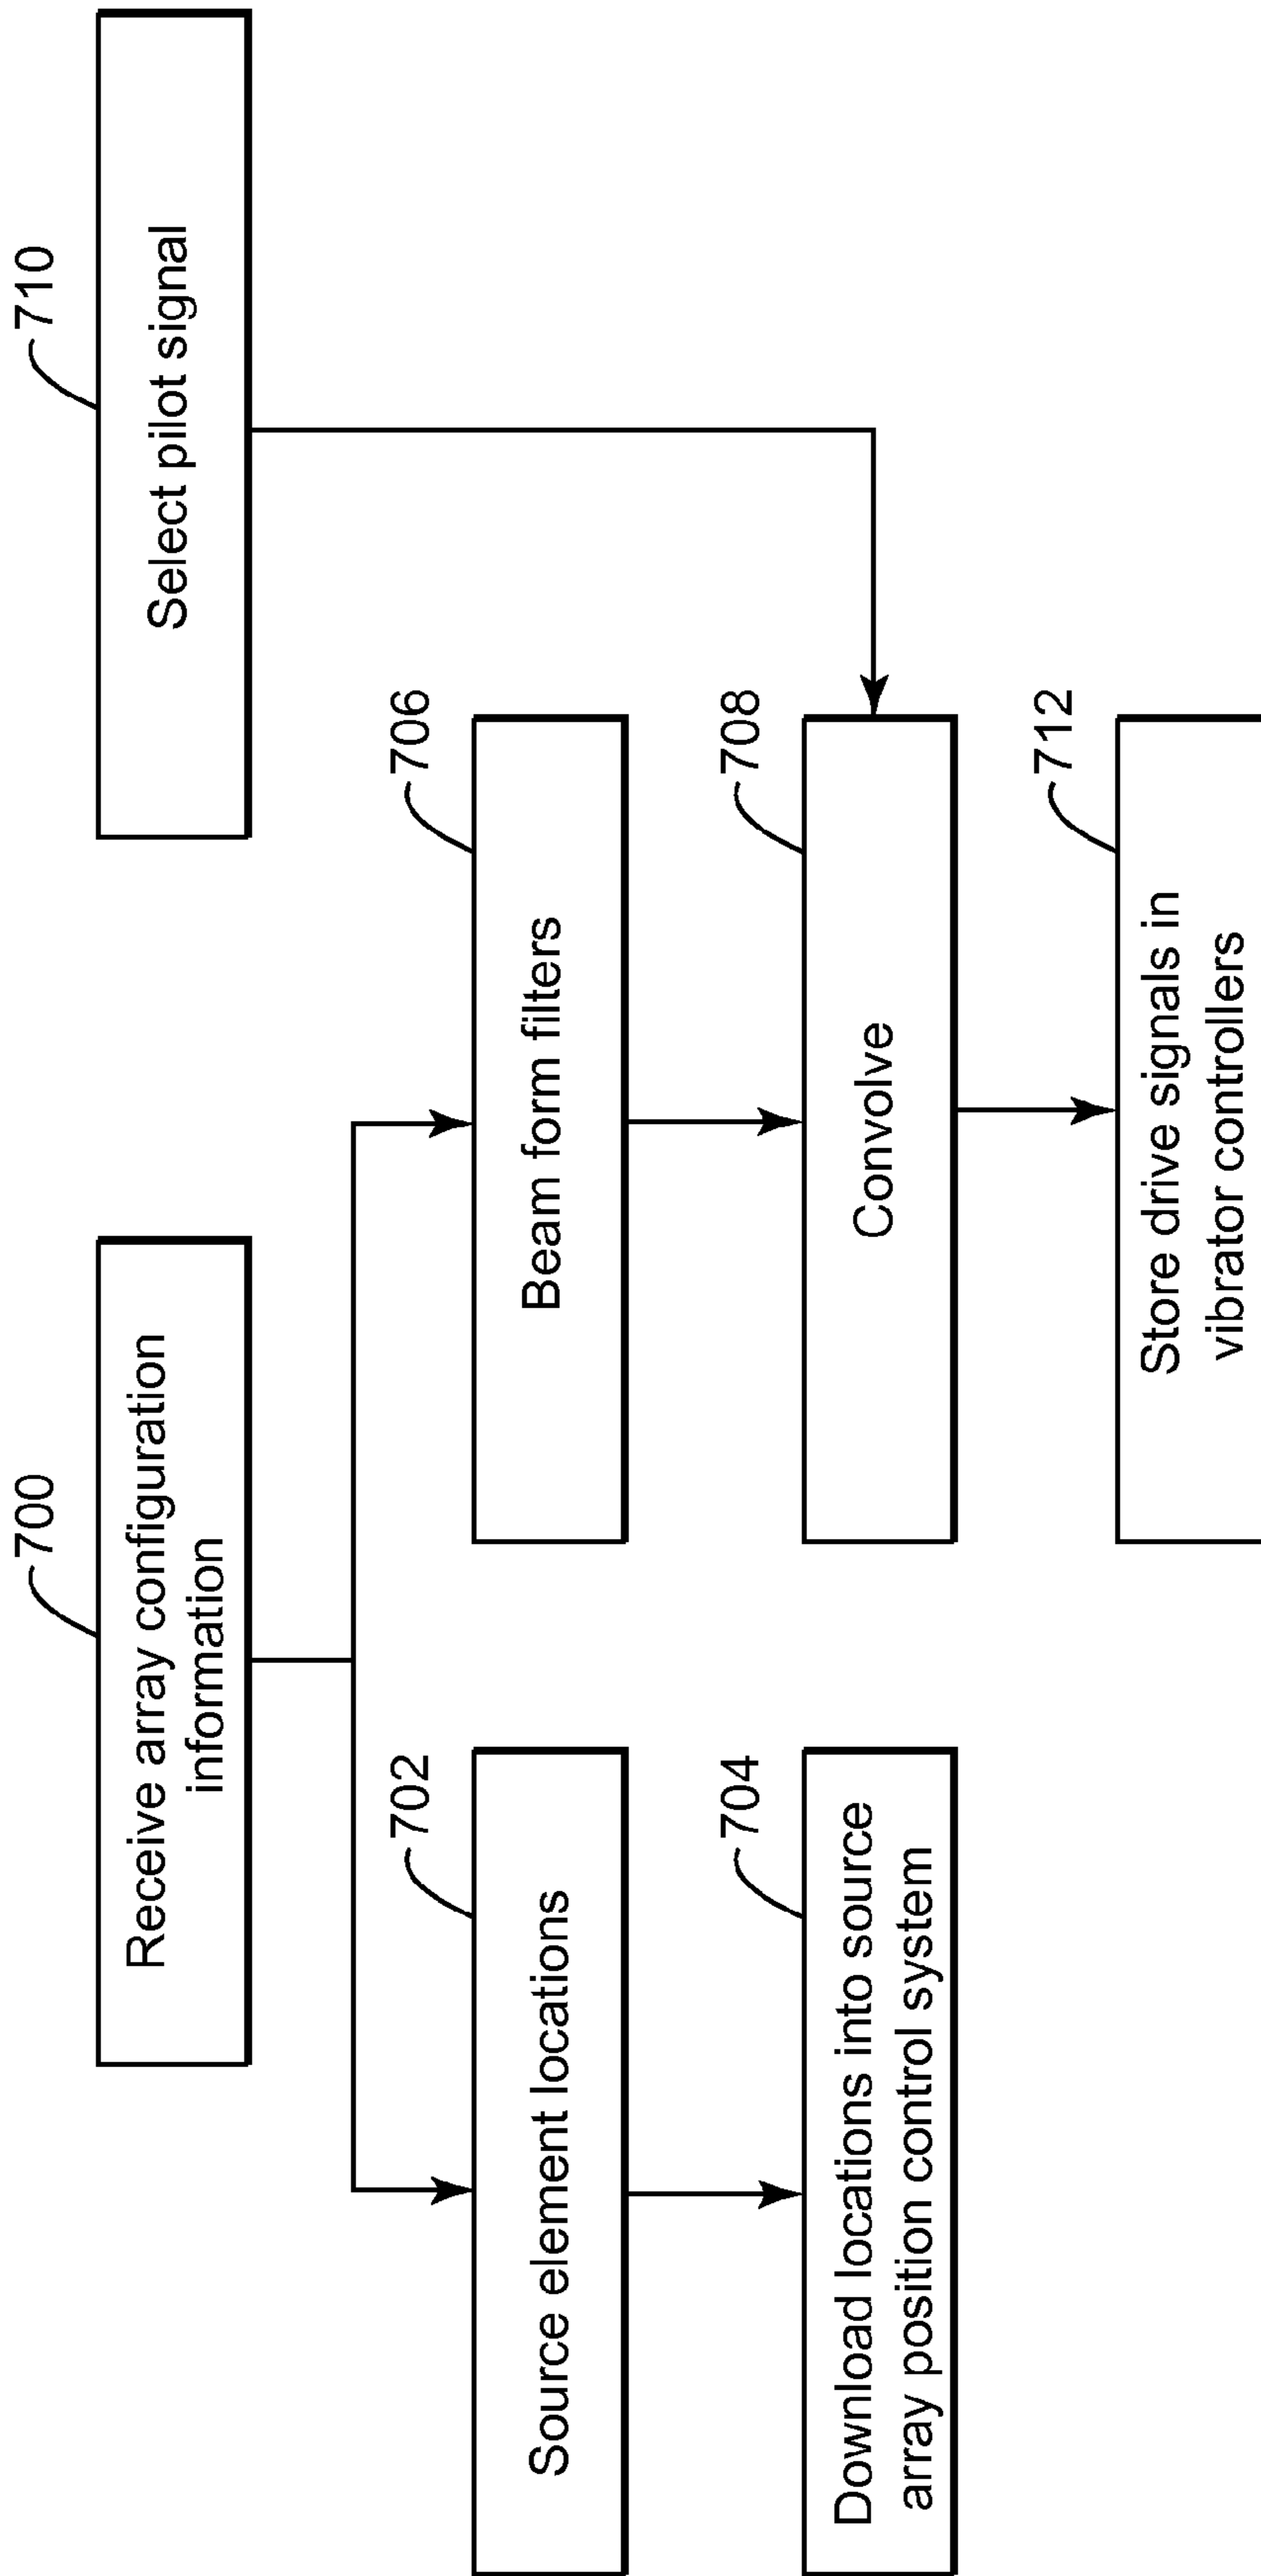 700
Receive array configuration
information
710
Select pilot signal
702
Source element locations
706
Beam form filters
704
Download locations into source
array position control system
708
Convolve
712
Store drive signals in
vibrator controllers